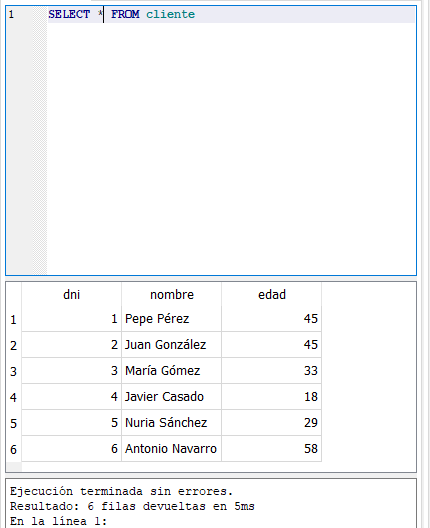 1 SELECT * FROM cliente
dni nombre edad
1 1 Pepe Pérez 45
2 2 Juan González 45
3 3 María Gómez 33
4 4 Javier Casado 18
5 5 Nuria Sánchez 29
6 6 Antonio Navarro 58
Ejecución terminada sin errores.
Resultado: 6 filas devueltas en 5ms
En la línea 1: